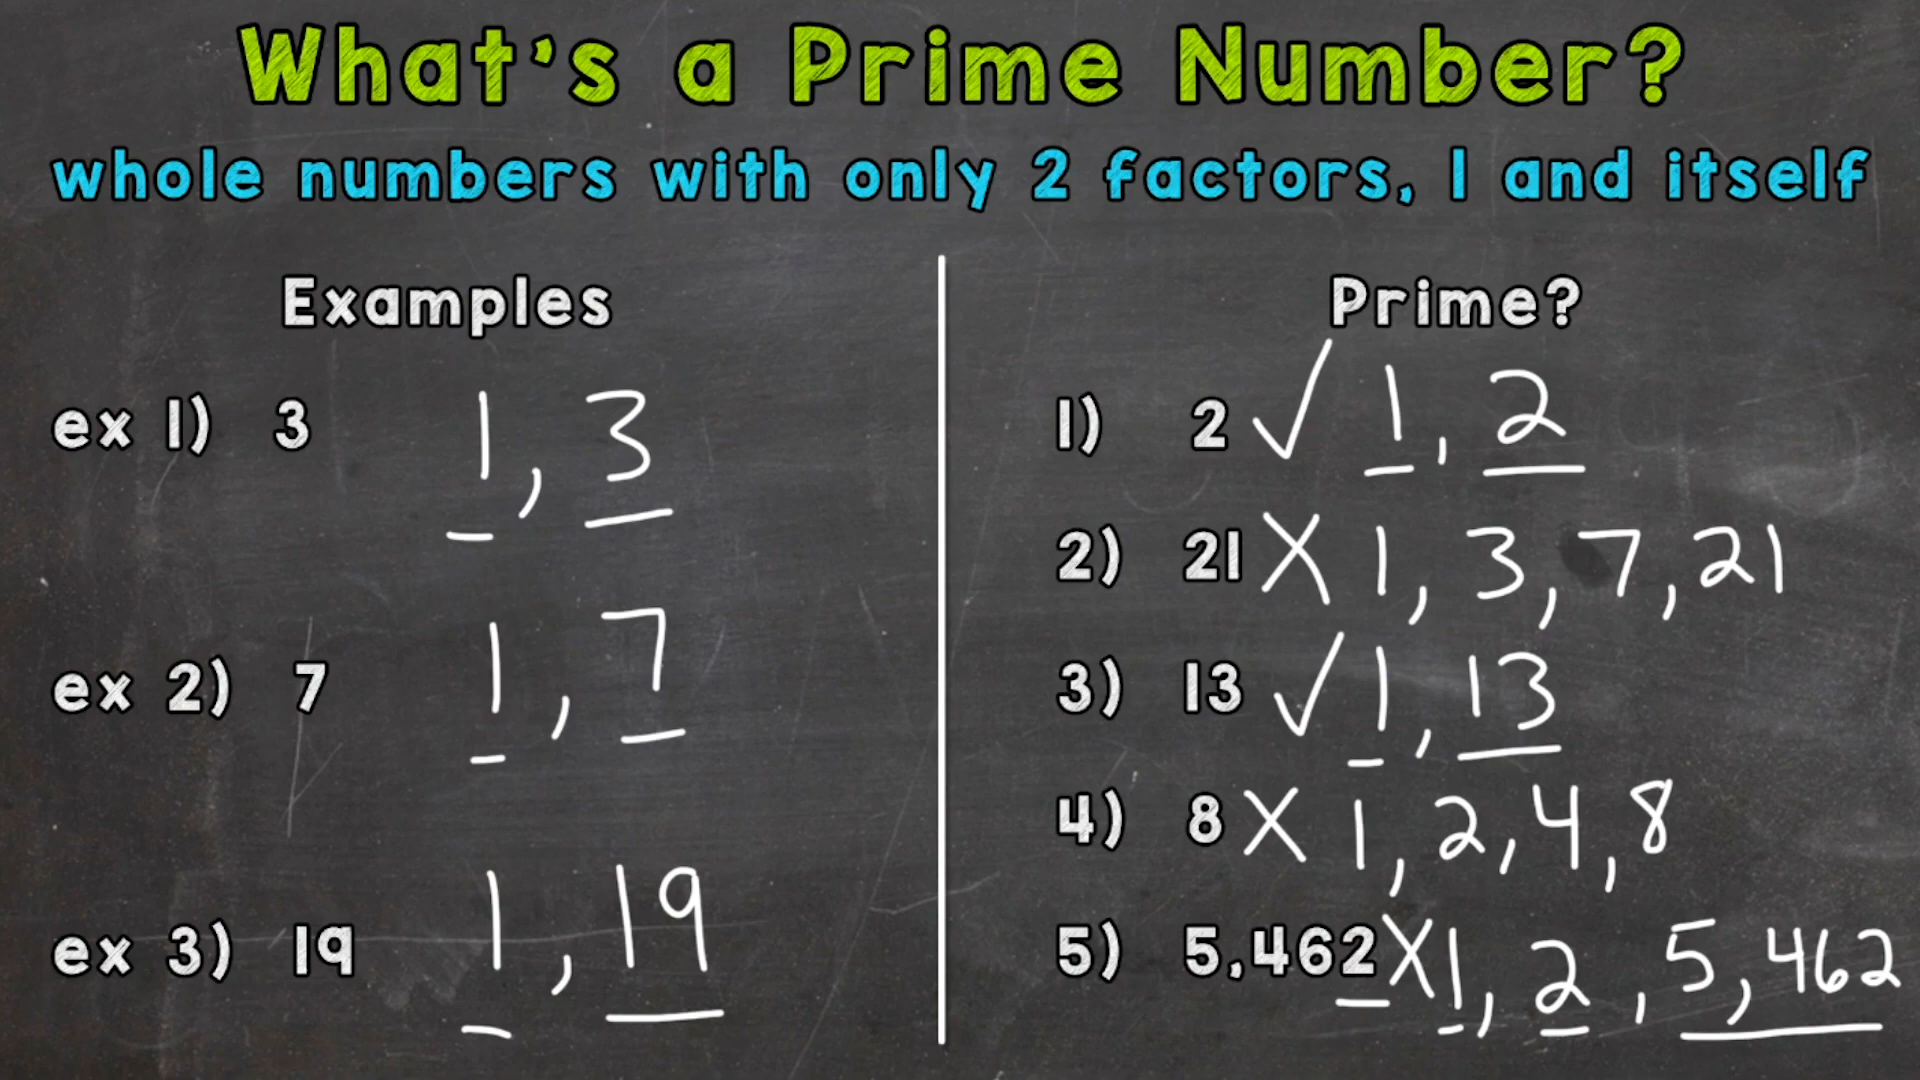 What's a Prime Number?
whole numbers with only 2 factors, 1 and itself
Examples
ex 1) 3 1, 3
ex 2) 7 1, 7
ex 3) 19 1, 19
Prime?
1) 2 √ 1, 2
2) 21 X 1, 3, 7, 21
3) 13 √ 1, 13
4) 8 X 1, 2, 4, 8
5) 5,462 X 1, 2, 5,462